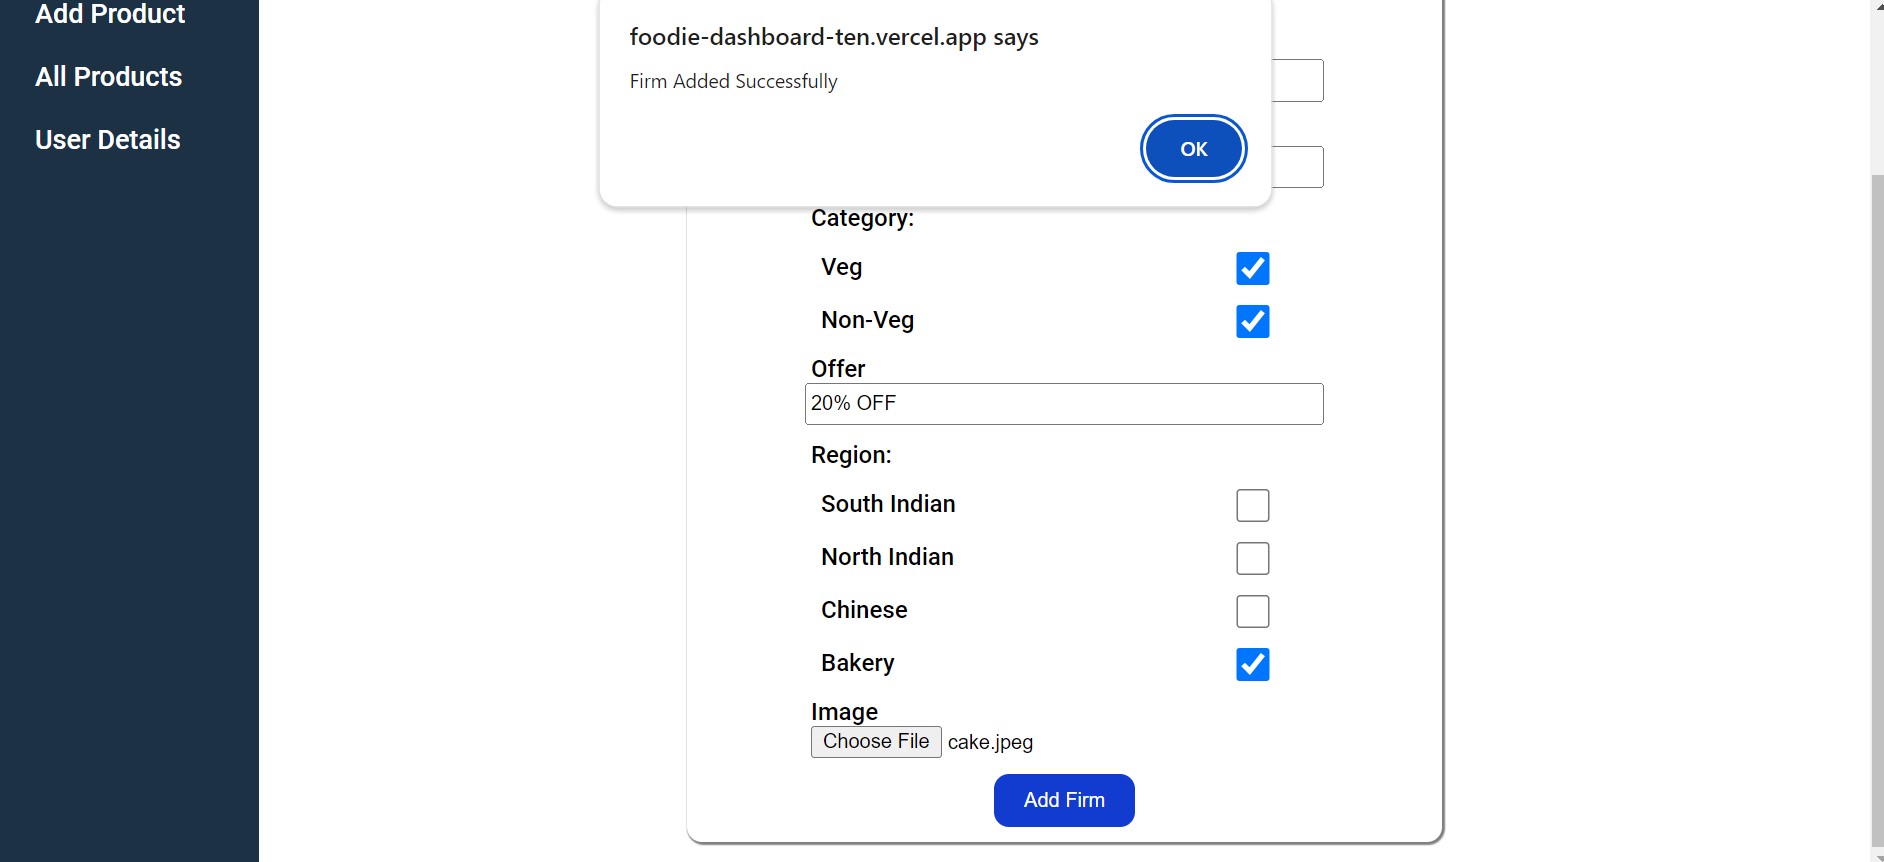 Add Product
All Products
User Details
foodie-dashboard-ten.vercel.app says
Firm Added Successfully
OK
Category:
Veg
Non-Veg
Offer
20% OFF
Region:
South Indian
North Indian
Chinese
Bakery
Image
Choose File cake.jpeg
Add Firm